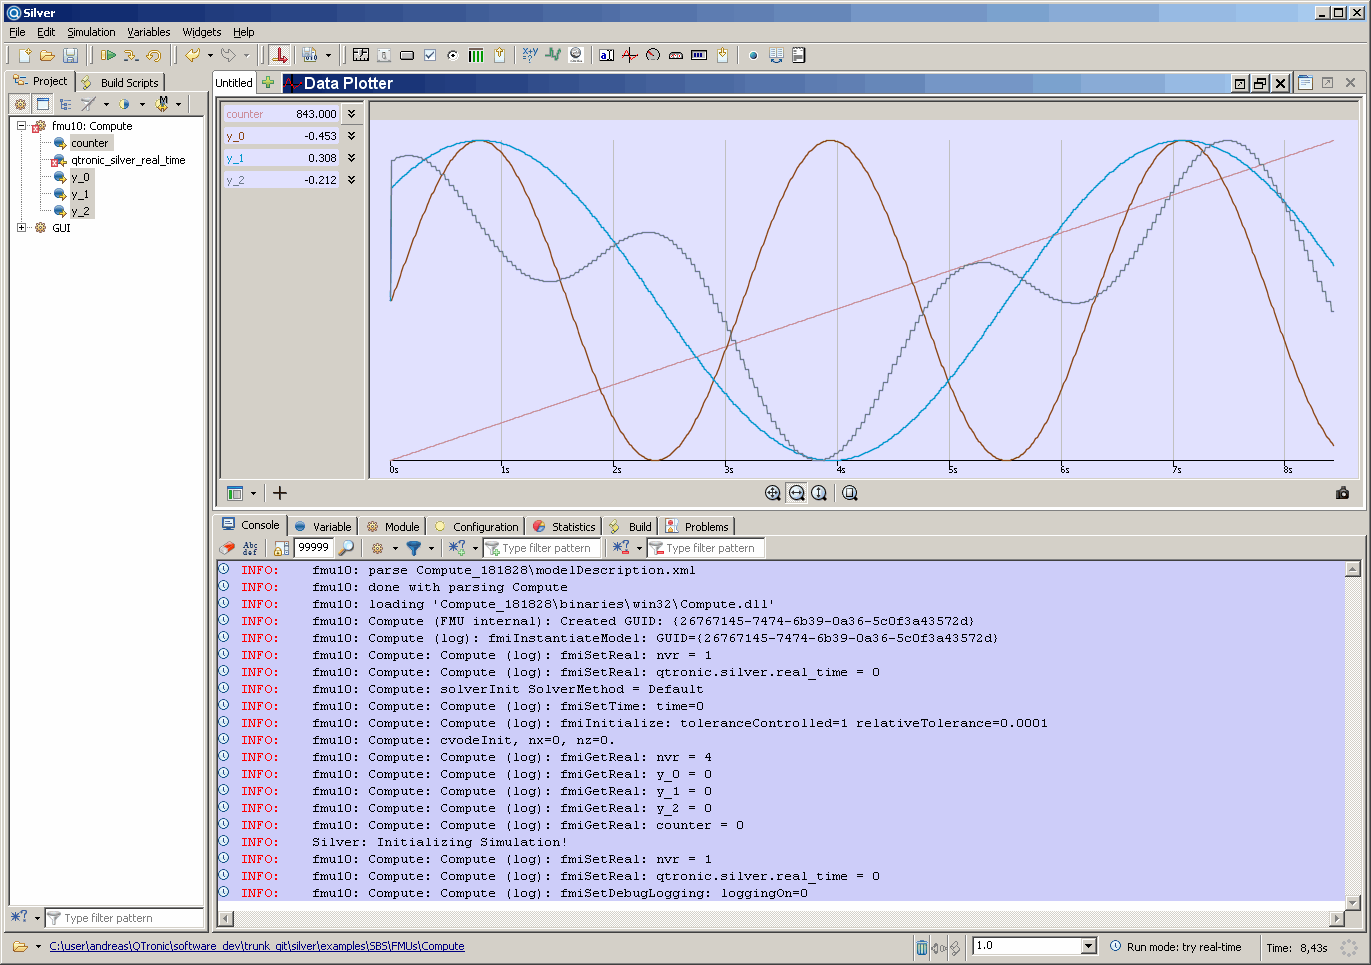 Silver
File Edit Simulation Variables Widgets Help
Project Build Scripts
Untitled Data Plotter
fmu10: Compute
counter
qtronic_silver_real_time
y_0
y_1
y_2
GUI
counter 843.000
y_0 -0.453
y_1 0.308
y_2 -0.212
0s 1s 2s 3s 4s 5s 6s 7s 8s
Console Variable Module Configuration Statistics Build Problems
Abc def 99999 Type filter pattern Type filter pattern
INFO: fmu10: parse Compute_181828\modelDescription.xml
INFO: fmu10: done with parsing Compute
INFO: fmu10: loading 'Compute_181828\binaries\win32\Compute.dll'
INFO: fmu10: Compute (FMU internal): Created GUID: {26767145-7474-6b39-0a36-5c0f3a43572d}
INFO: fmu10: Compute (log): fmiInstantiateModel: GUID={26767145-7474-6b39-0a36-5c0f3a43572d}
INFO: fmu10: Compute: Compute (log): fmiSetReal: nvr = 1
INFO: fmu10: Compute: Compute (log): fmiSetReal: qtronic.silver.real_time = 0
INFO: fmu10: Compute: solverInit SolverMethod = Default
INFO: fmu10: Compute: Compute (log): fmiSetTime: time=0
INFO: fmu10: Compute: Compute (log): fmiInitialize: toleranceControlled=1 relativeTolerance=0.0001
INFO: fmu10: Compute: cvodeInit, nx=0, nz=0.
INFO: fmu10: Compute: Compute (log): fmiGetReal: nvr = 4
INFO: fmu10: Compute: Compute (log): fmiGetReal: y_0 = 0
INFO: fmu10: Compute: Compute (log): fmiGetReal: y_1 = 0
INFO: fmu10: Compute: Compute (log): fmiGetReal: y_2 = 0
INFO: fmu10: Compute: Compute (log): fmiGetReal: counter = 0
INFO: Silver: Initializing Simulation!
INFO: fmu10: Compute: Compute (log): fmiSetReal: nvr = 1
INFO: fmu10: Compute: Compute (log): fmiSetReal: qtronic.silver.real_time = 0
INFO: fmu10: Compute: Compute (log): fmiSetDebugLogging: loggingOn=0
Type filter pattern
C:\user\andreas\QTronic\software_dev\trunk_git\silver\examples\SBS\FMUs\Compute 1.0 Run mode: try real-time Time: 8,43s